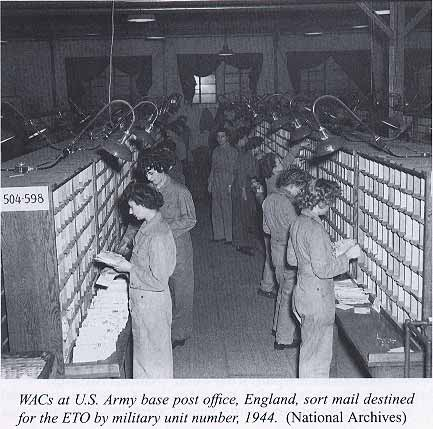 504-598
WACs at U.S. Army base post office, England, sort mail destined
for the ETO by military unit number, 1944. (National Archives)